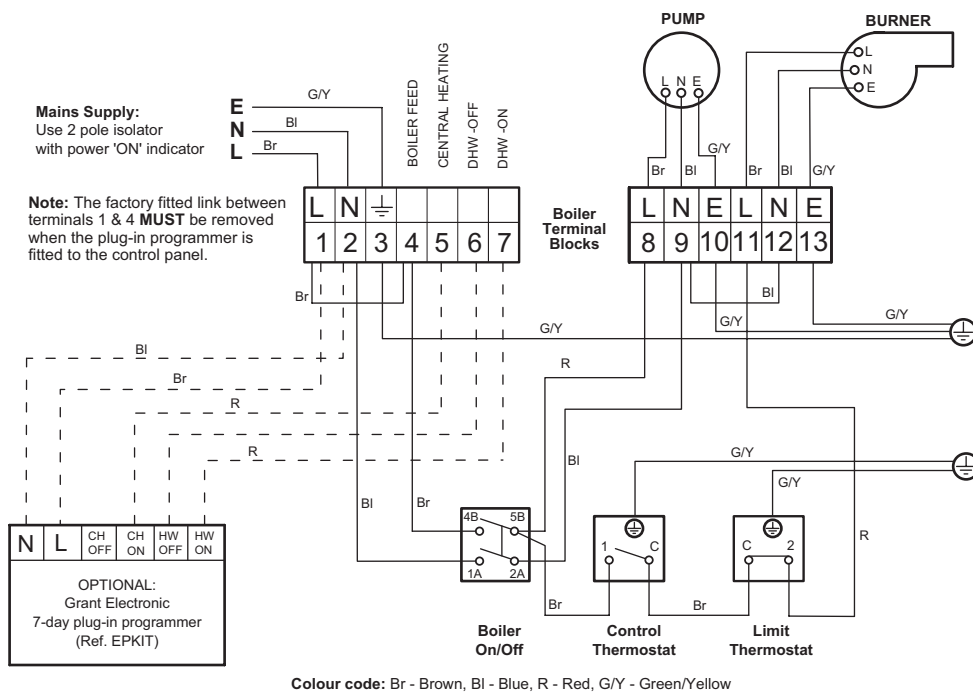 PUMP
BURNER
L N E
L
N
E
Mains Supply:
Use 2 pole isolator
with power 'ON' indicator
E
N
L
G/Y
Bl
Br
BOILER FEED
CENTRAL HEATING
DHW -OFF
DHW -ON
Br
Bl
G/Y
Br
Bl
G/Y
Note: The factory fitted link between
terminals 1 & 4 MUST be removed
when the plug-in programmer is
fitted to the control panel.
L N
1 2 3 4 5 6 7
Boiler
Terminal
Blocks
L N E L N E
8 9 10 11 12 13
Br
Bl
G/Y
G/Y
G/Y
Bl
Br
R
R
R
Bl
Br
Bl
G/Y
G/Y
R
N
L
CH
OFF
CH
ON
HW
OFF
HW
ON
OPTIONAL:
Grant Electronic
7-day plug-in programmer
(Ref. EPKIT)
4B 5B
1A 2A
1 C
C 2
Br
Br
Boiler
On/Off
Control
Thermostat
Limit
Thermostat
Colour code: Br - Brown, Bl - Blue, R - Red, G/Y - Green/Yellow